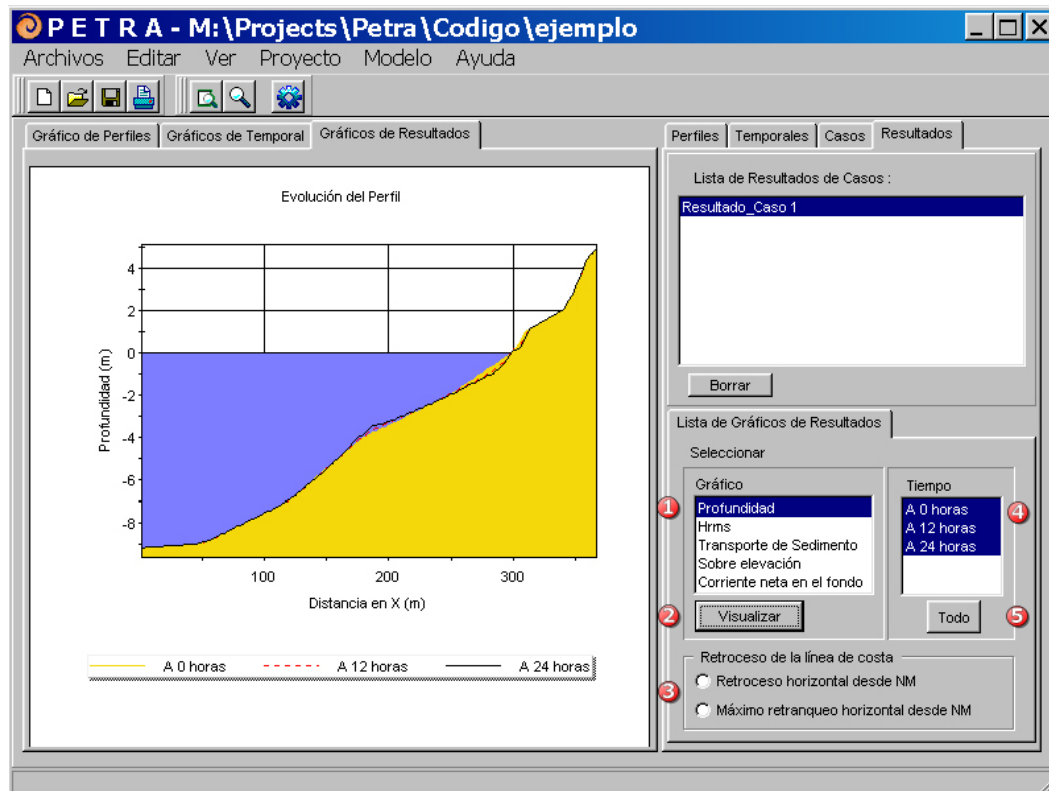 PETRA - M:\Projects\Petra\Codigo\ejemplo
Archivos Editar Ver Proyecto Modelo Ayuda
Gráfico de Perfiles Gráficos de Temporal Gráficos de Resultados
Evolución del Perfil
4
2
0
-2
-4
-6
-8
Profundidad (m)
100 200 300
Distancia en X (m)
A 0 horas A 12 horas A 24 horas
Perfiles Temporales Casos Resultados
Lista de Resultados de Casos :
Resultado_Caso 1
Borrar
Lista de Gráficos de Resultados
Seleccionar
Gráfico
1 Profundidad
Hrms
Transporte de Sedimento
Sobre elevación
Corriente neta en el fondo
2 Visualizar
Tiempo
A 0 horas 4
A 12 horas
A 24 horas
Todo 5
Retroceso de la línea de costa
3
Retroceso horizontal desde NM
Máximo retranqueo horizontal desde NM